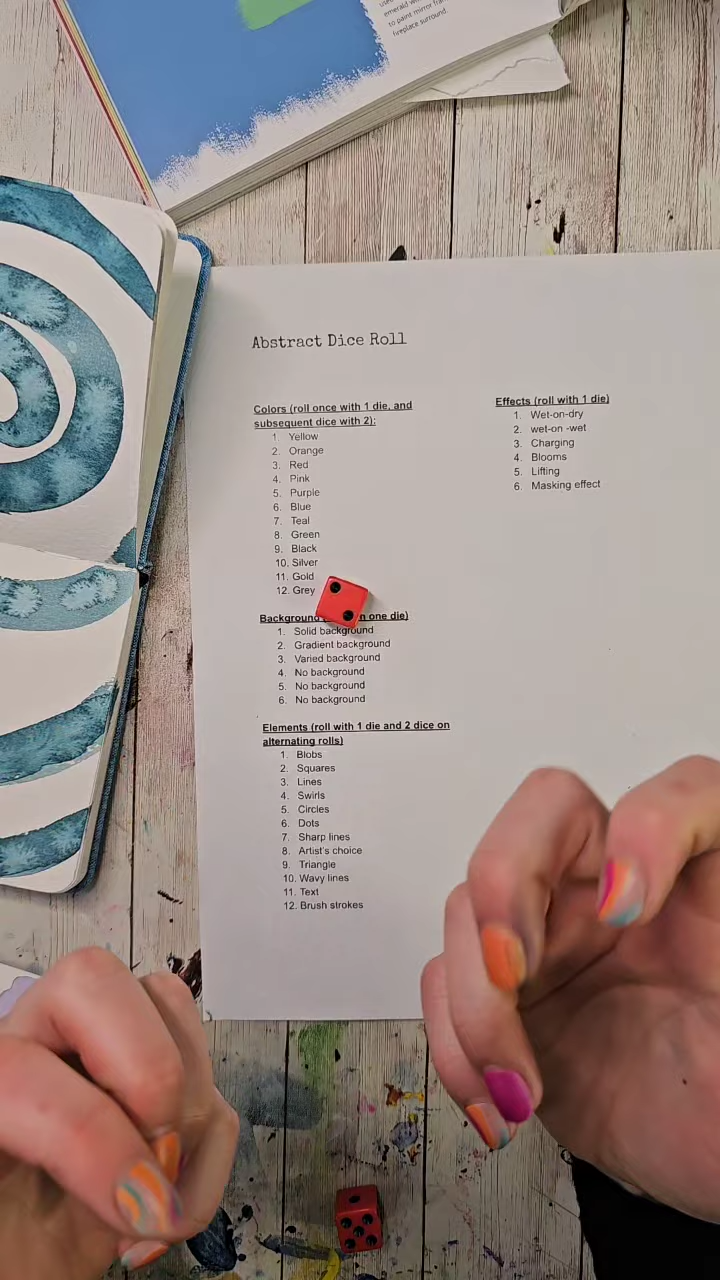 emerald
to paint mirror
fireplace surround.
Abstract Dice Roll
Colors (roll once with 1 die, and
subsequent dice with 2):
1. Yellow
2. Orange
3. Red
4. Pink
5. Purple
6. Blue
7. Teal
8. Green
9. Black
10. Silver
11. Gold
12. Grey
Background one die)
1. Solid background
2. Gradient background
3. Varied background
4. No background
5. No background
6. No background
Elements (roll with 1 die and 2 dice on
alternating rolls)
1. Blobs
2. Squares
3. Lines
4. Swirls
5. Circles
6. Dots
7. Sharp lines
8. Artist's choice
9. Triangle
10. Wavy lines
11. Text
12. Brush strokes
Effects (roll with 1 die)
1. Wet-on-dry
2. wet-on -wet
3. Charging
4. Blooms
5. Lifting
6. Masking effect